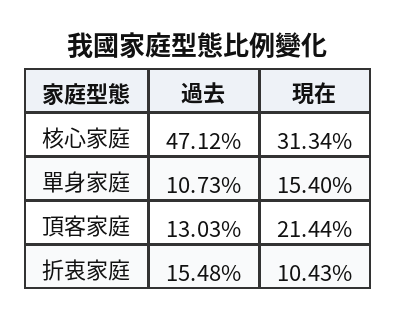 我國家庭型態比例變化
家庭型態 過去 現在
核心家庭 47.12% 31.34%
單身家庭 10.73% 15.40%
頂客家庭 13.03% 21.44%
折衷家庭 15.48% 10.43%